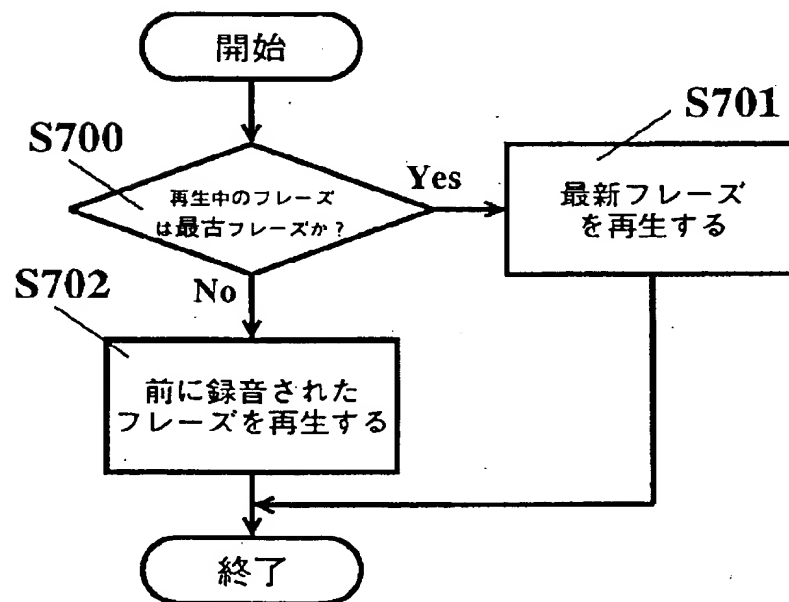 開始
S700
再生中のフレーズ
は最古フレーズか？
Yes
S701
最新フレーズ
を再生する
No
S702
前に録音された
フレーズを再生する
終了